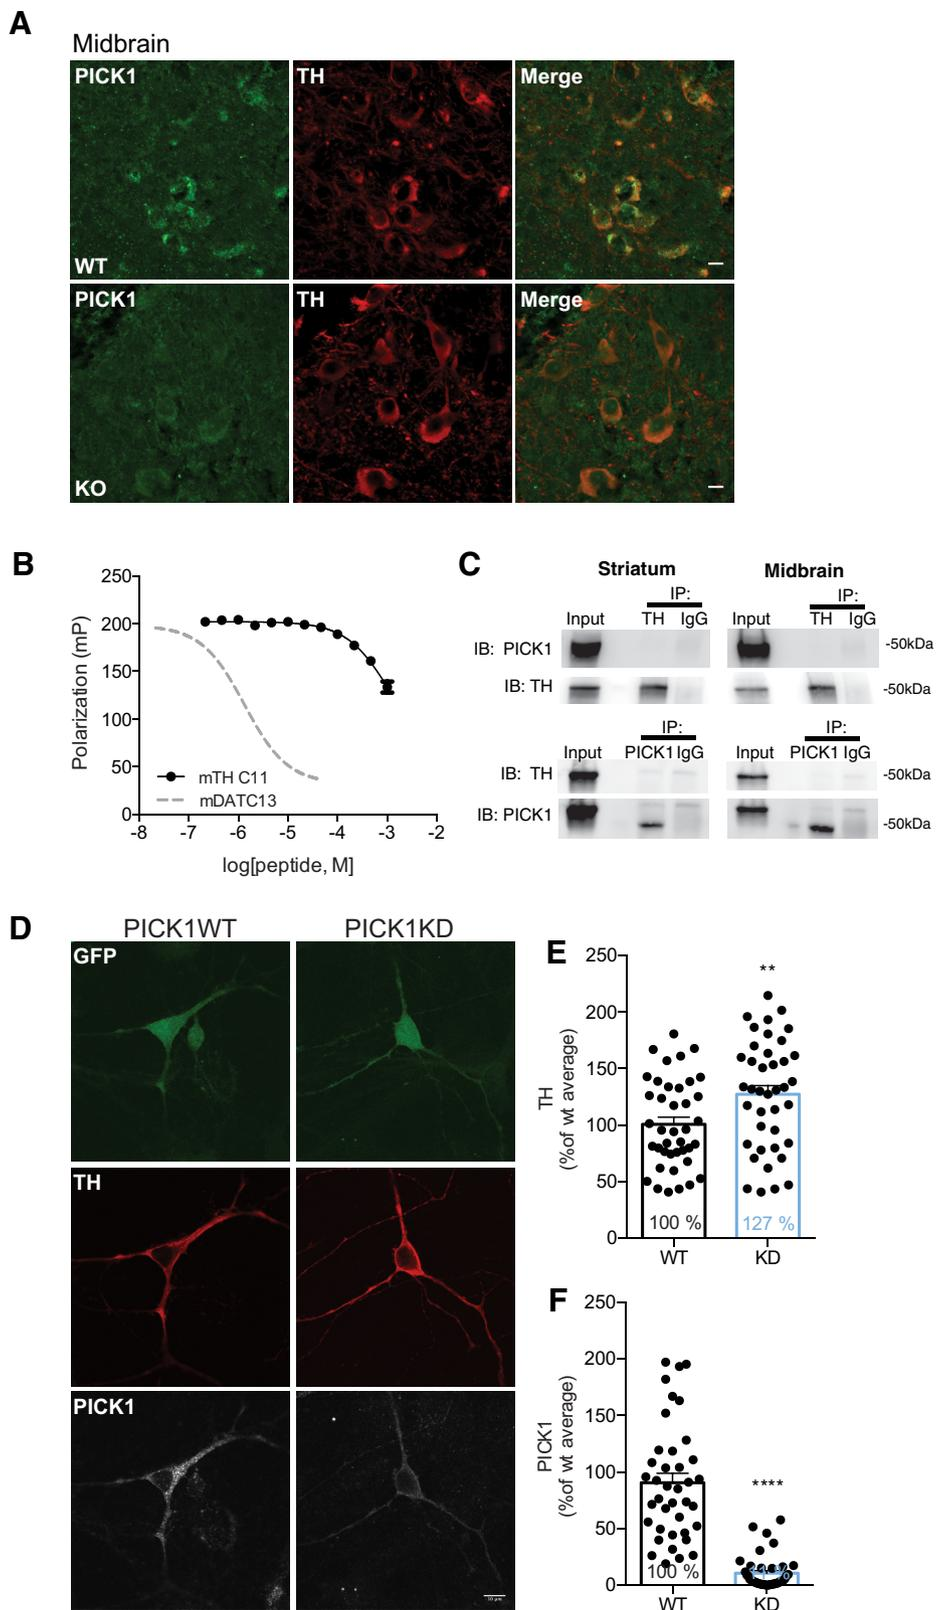 A
Midbrain
PICK1 TH Merge
WT
PICK1 TH Merge
KO
B
250
200
150
100
50
0
Polarization (mP)
mTH C11
mDATC13
-8 -7 -6 -5 -4 -3 -2
log[peptide, M]
C
Striatum Midbrain
IP: IP:
Input TH IgG Input TH IgG
IB: PICK1 -50kDa
IB: TH -50kDa
IP: IP:
Input PICK1 IgG Input PICK1 IgG
IB: TH -50kDa
IB: PICK1 -50kDa
D
PICK1WT PICK1KD
GFP
TH
PICK1
10 µm
E
250
200
150
100
50
0
TH
(%of wt average)
**
100 % 127 %
WT KD
F
250
200
150
100
50
0
PICK1
(%of wt average)
****
100 % 11 %
WT KD